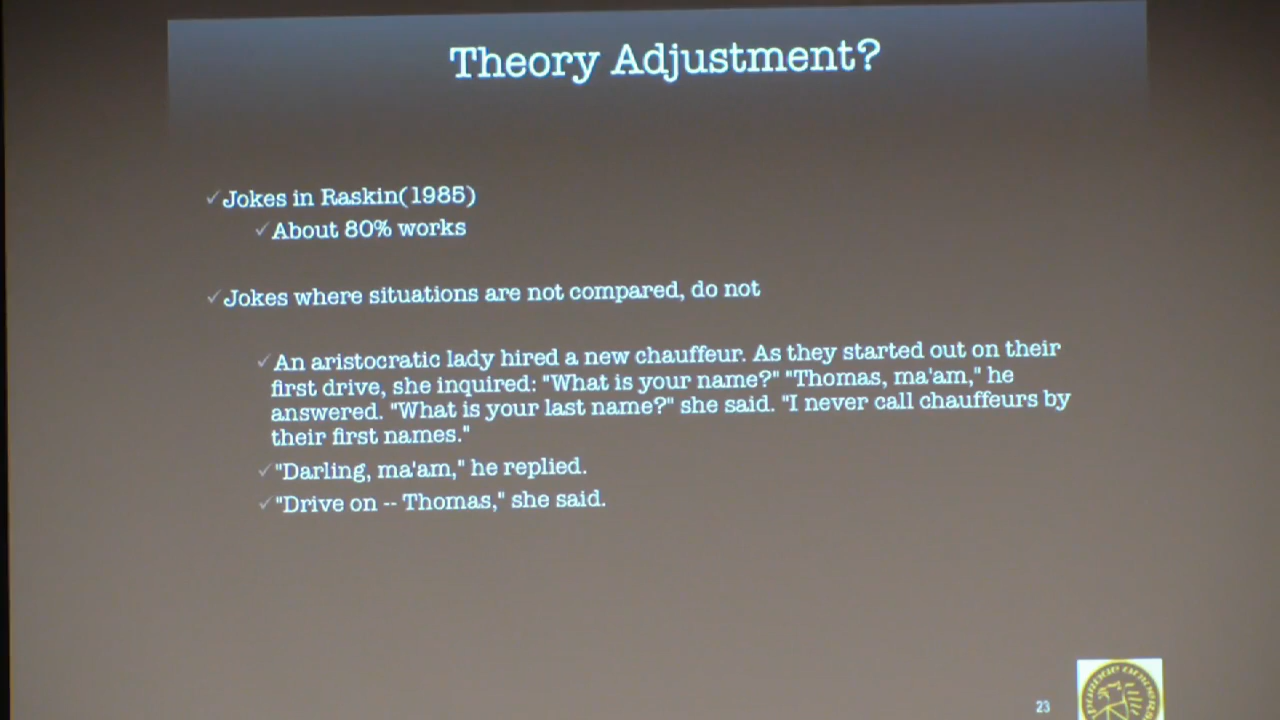 Theory Adjustment?
✓Jokes in Raskin(1985)
✓About 80% works
✓Jokes where situations are not compared, do not
✓An aristocratic lady hired a new chauffeur. As they started out on their
first drive, she inquired: "What is your name?" "Thomas, ma'am," he
answered. "What is your last name?" she said. "I never call chauffeurs by
their first names."
✓"Darling, ma'am," he replied.
✓"Drive on -- Thomas," she said.
23